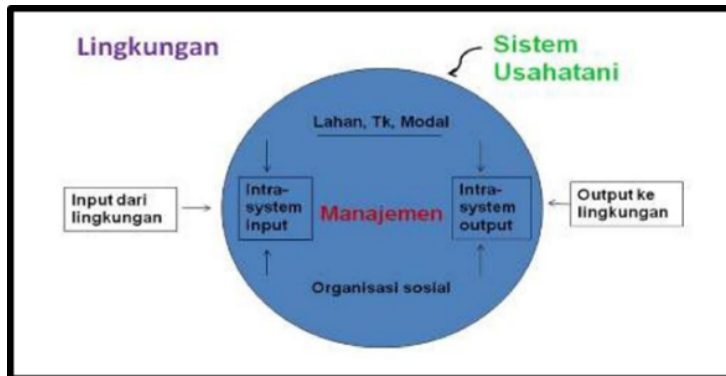 Lingkungan
Sistem
Usahatani
Lahan, Tk, Modal
Input dari
lingkungan
Intra-
system
input
Manajemen
Intra-
system
output
Output ke
lingkungan
Organisasi sosial